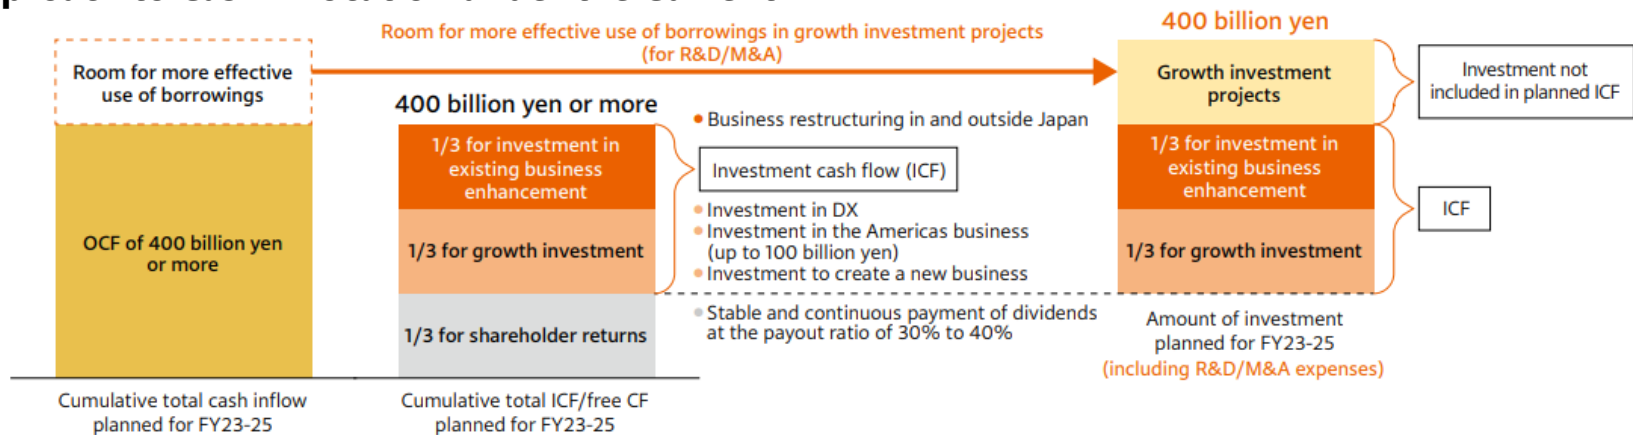 400 billion yen
Room for more effective use of borrowings in growth investment projects
(for R&D/M&A)
Room for more effective
use of borrowings
Growth investment
projects
Investment not
included in planned ICF
400 billion yen or more
OCF of 400 billion yen
or more
1/3 for investment in
existing business
enhancement
1/3 for growth investment
1/3 for shareholder returns
• Business restructuring in and outside Japan
Investment cash flow (ICF)
• Investment in DX
• Investment in the Americas business
(up to 100 billion yen)
• Investment to create a new business
• Stable and continuous payment of dividends
at the payout ratio of 30% to 40%
1/3 for investment in
existing business
enhancement
1/3 for growth investment
ICF
Amount of investment
planned for FY23-25
(including R&D/M&A expenses)
Cumulative total cash inflow
planned for FY23-25
Cumulative total ICF/free CF
planned for FY23-25